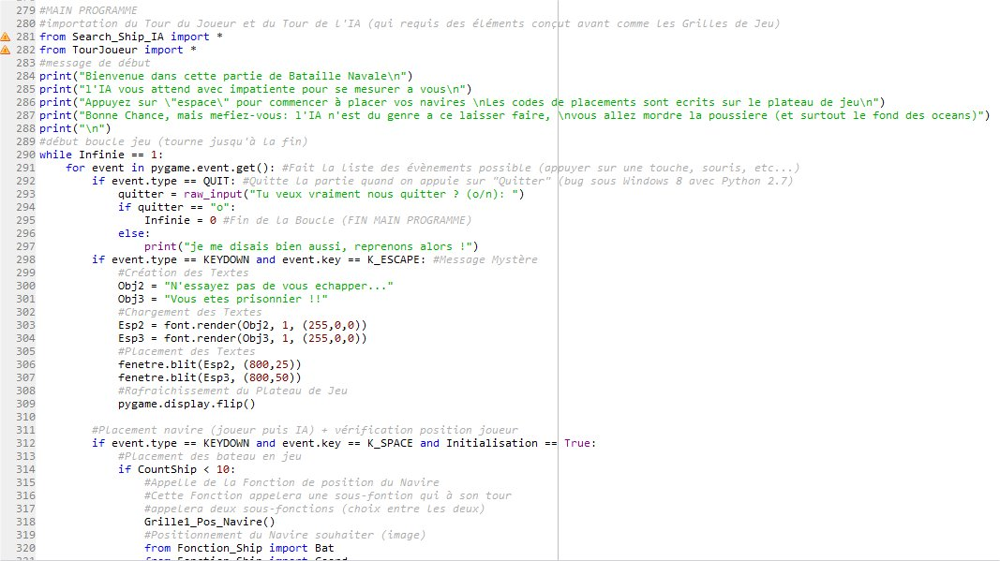 279 #MAIN PROGRAMME
280 #importation du Tour du Joueur et du Tour de l'IA (qui requis des éléments conçut avant comme les Grilles de Jeu)
281 from Search_Ship_IA import *
282 from TourJoueur import *
283 #message de début
284 print("Bienvenue dans cette partie de Bataille Navale\n")
285 print("l'IA vous attend avec impatiente pour se mesurer a vous\n")
286 print("Appuyez sur \"espace\" pour commencer à placer vos navires \nLes codes de placements sont ecrits sur le plateau de jeu\n")
287 print("Bonne Chance, mais mefiez-vous: l'IA n'est du genre a ce laisser faire, \nvous allez mordre la poussiere (et surtout le fond des oceans)")
288 print("\n")
289 #début boucle jeu (tourne jusqu'à la fin)
290 while Infinie == 1:
291 for event in pygame.event.get(): #Fait la liste des évènements possible (appuyer sur une touche, souris, etc...)
292 if event.type == QUIT: #Quitte la partie quand on appuie sur "Quitter" (bug sous Windows 8 avec Python 2.7)
293 quitter = raw_input("Tu veux vraiment nous quitter ? (o/n): ")
294 if quitter == "o":
295 Infinie = 0 #Fin de la Boucle (FIN MAIN PROGRAMME)
296 else:
297 print("je me disais bien aussi, reprenons alors !")
298 if event.type == KEYDOWN and event.key == K_ESCAPE: #Message Mystère
299 #Création des Textes
300 Obj2 = "N'essayez pas de vous echapper..."
301 Obj3 = "Vous etes prisonnier !!"
302 #Chargement des Textes
303 Esp2 = font.render(Obj2, 1, (255,0,0))
304 Esp3 = font.render(Obj3, 1, (255,0,0))
305 #Placement des Textes
306 fenetre.blit(Esp2, (800,25))
307 fenetre.blit(Esp3, (800,50))
308 #Rafraichissement du Plateau de Jeu
309 pygame.display.flip()
310
311 #Placement navire (joueur puis IA) + vérification position joueur
312 if event.type == KEYDOWN and event.key == K_SPACE and Initialisation == True:
313 #Placement des bateau en jeu
314 if CountShip < 10:
315 #Appelle de la Fonction de position du Navire
316 #Cette Fonction appelera une sous-fontion qui à son tour
317 #appelera deux sous-fonctions (choix entre les deux)
318 Grille1_Pos_Navire()
319 #Positionnement du Navire souhaiter (image)
320 from Fonction_Ship import Bat